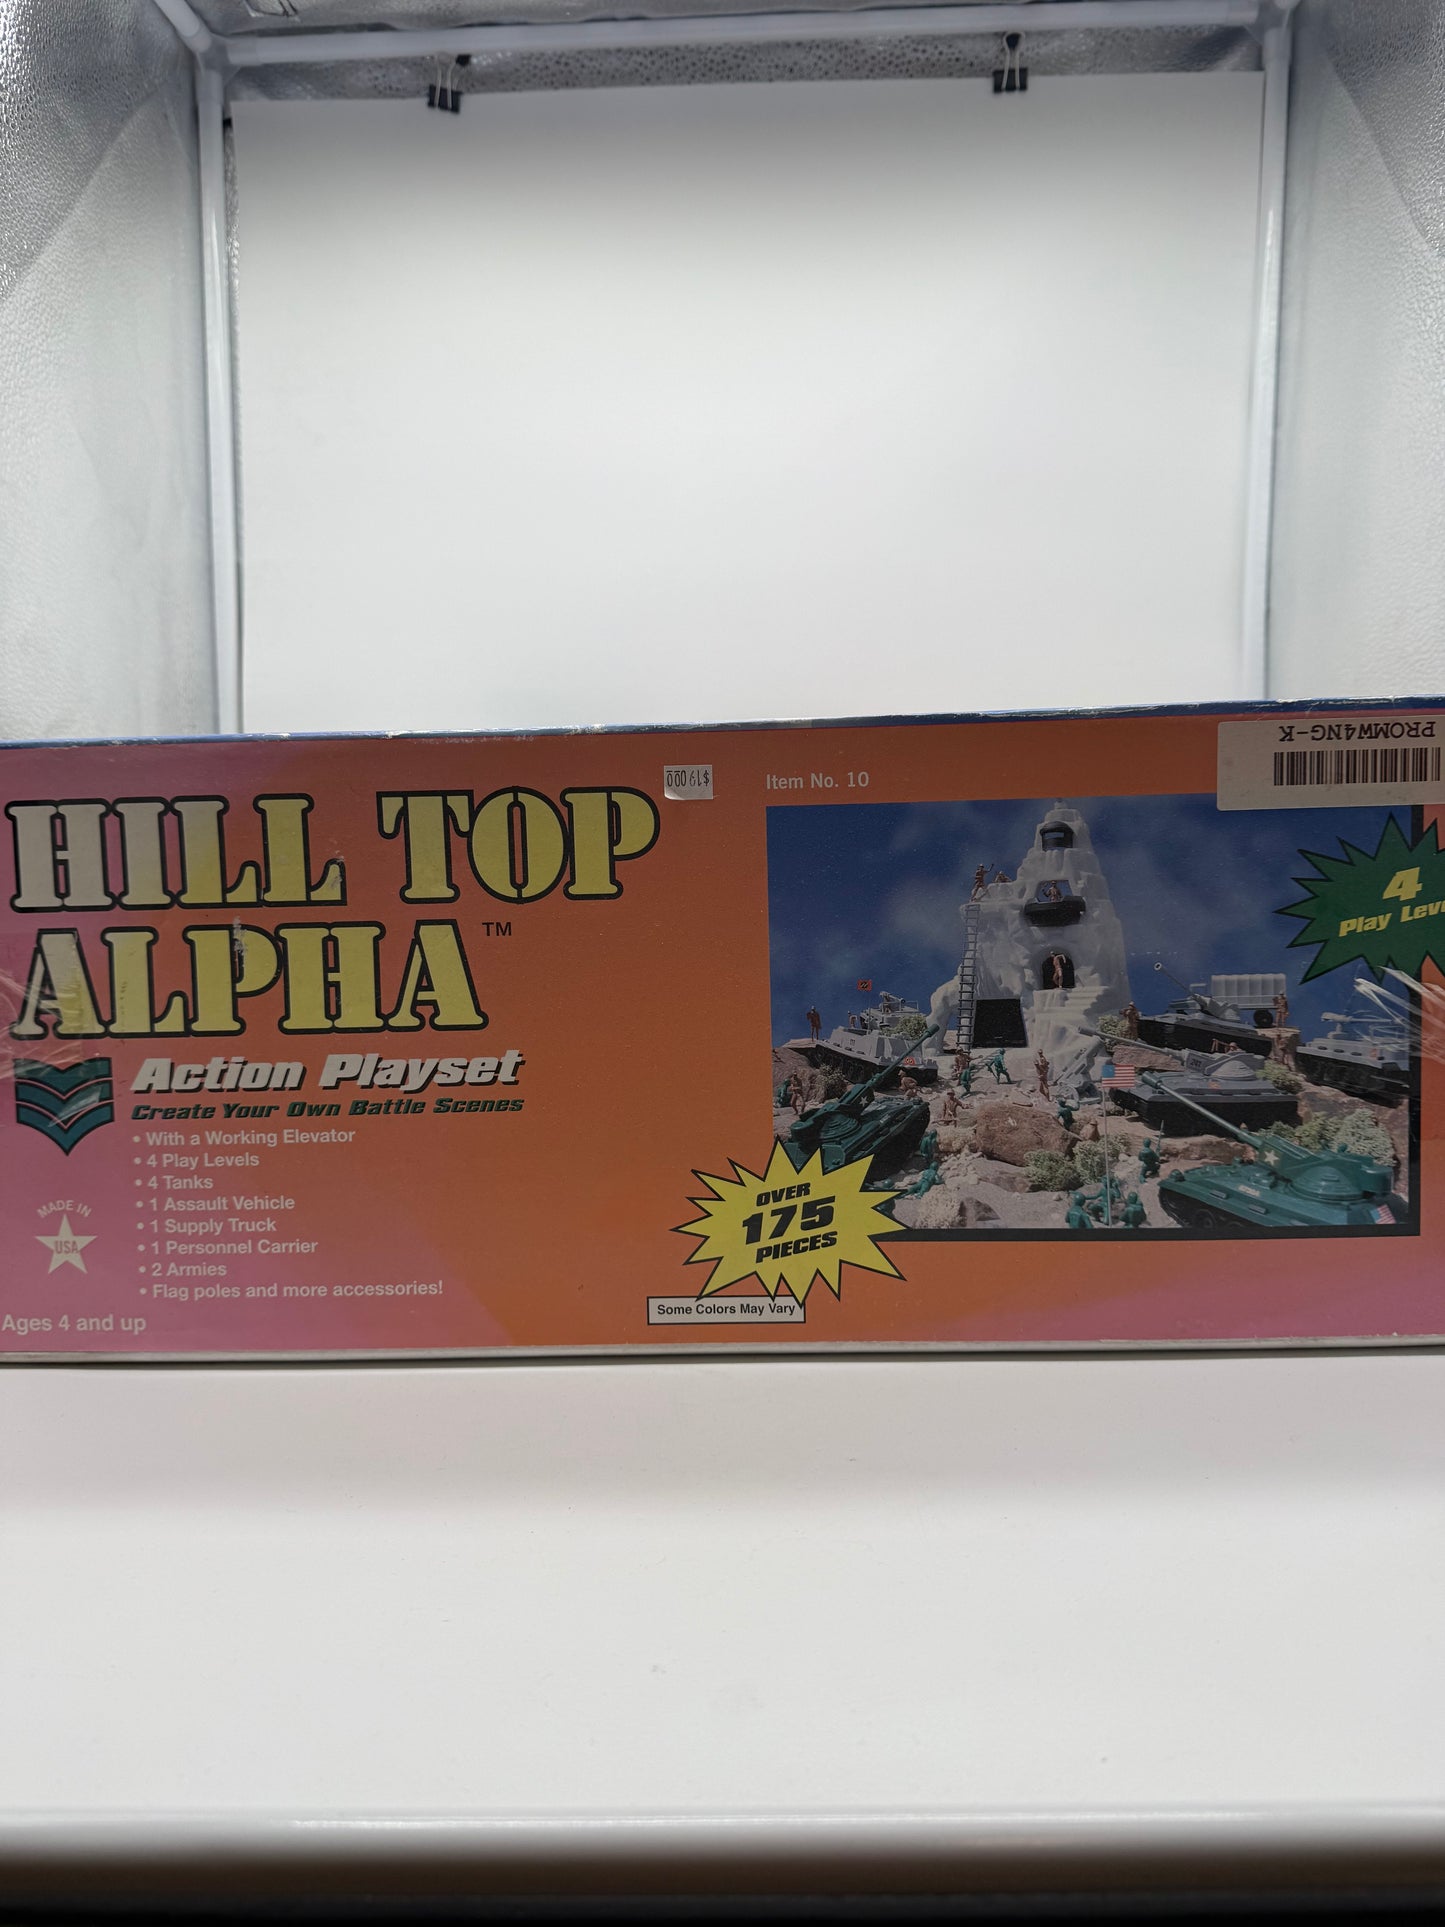 PROMW4NG-K
$19.00
Item No. 10
HILL TOP
ALPHA™
4
Play Leve
Action Playset
Create Your Own Battle Scenes
• With a Working Elevator
• 4 Play Levels
• 4 Tanks
• 1 Assault Vehicle
• 1 Supply Truck
• 1 Personnel Carrier
• 2 Armies
• Flag poles and more accessories!
MADE IN
USA
Ages 4 and up
OVER
175
PIECES
Some Colors May Vary